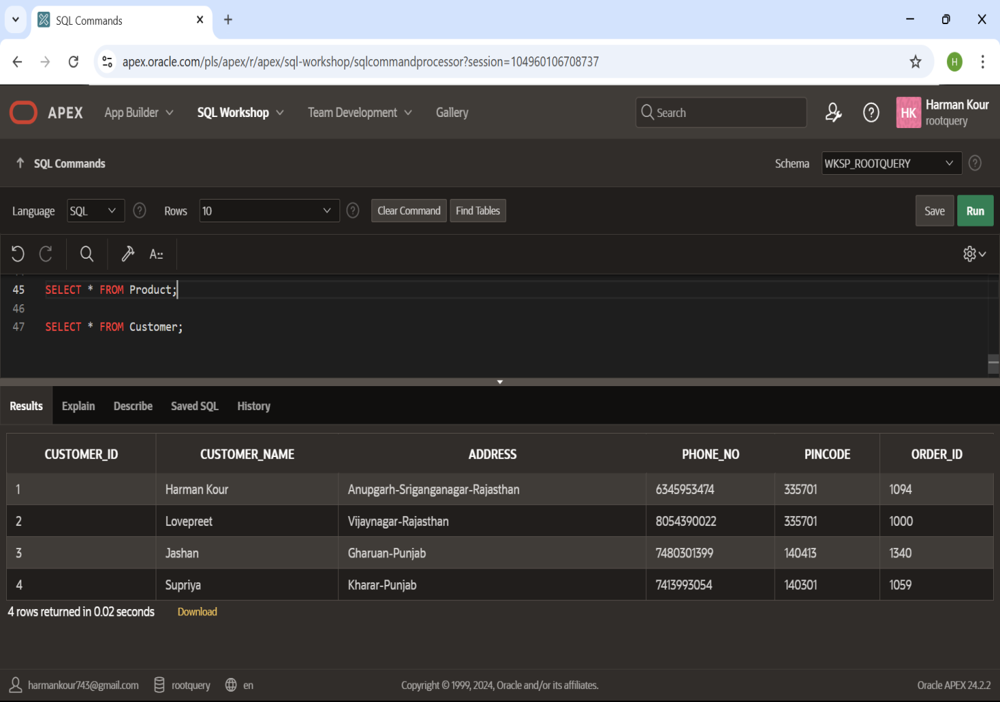 SQL Commands
apex.oracle.com/pls/apex/r/apex/sql-workshop/sqlcommandprocessor?session=104960106708737
H
APEX App Builder SQL Workshop Team Development Gallery Search HK Harman Kour
rootquery
SQL Commands Schema WKSP_ROOTQUERY
Language SQL Rows 10 Clear Command Find Tables Save Run
A::
45 SELECT * FROM Product;
46
47 SELECT * FROM Customer;
Results Explain Describe Saved SQL History
CUSTOMER_ID CUSTOMER_NAME ADDRESS PHONE_NO PINCODE ORDER_ID
1 Harman Kour Anupgarh-Sriganganagar-Rajasthan 6345953474 335701 1094
2 Lovepreet Vijaynagar-Rajasthan 8054390022 335701 1000
3 Jashan Gharuan-Punjab 7480301399 140413 1340
4 Supriya Kharar-Punjab 7413993054 140301 1059
4 rows returned in 0.02 seconds Download
harmankour743@gmail.com rootquery en Copyright © 1999, 2024, Oracle and/or its affiliates. Oracle APEX 24.2.2